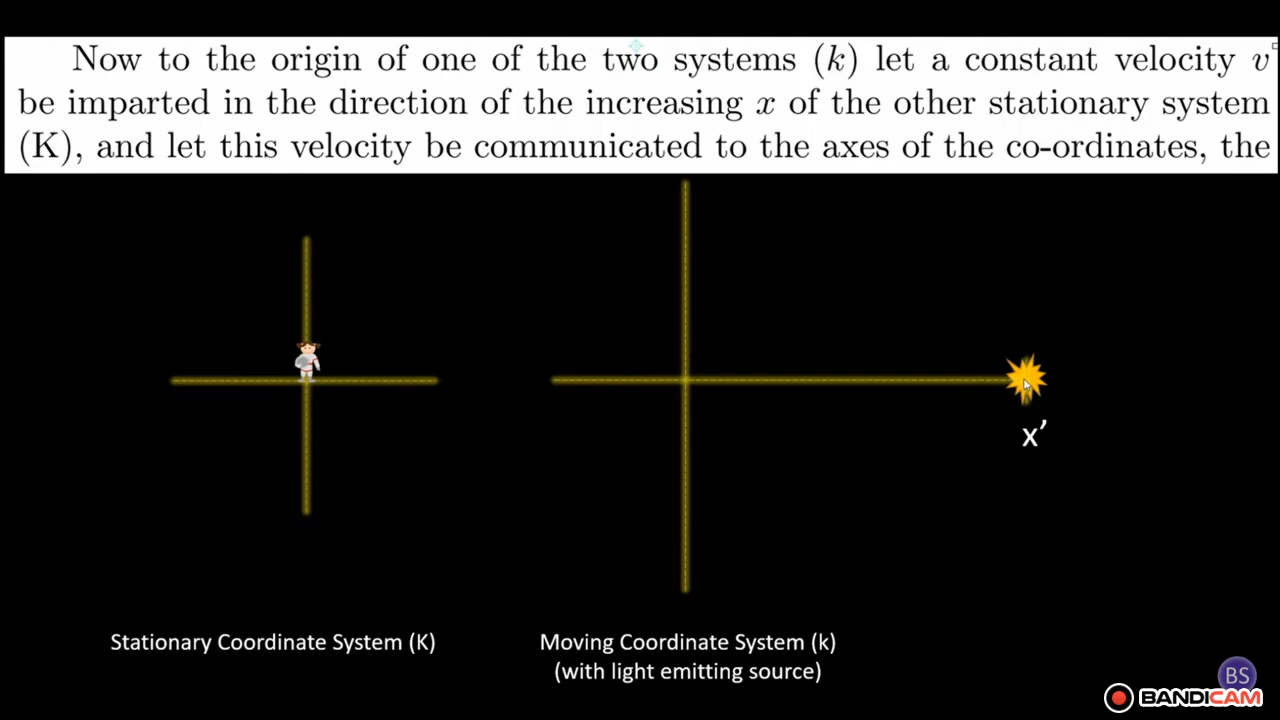 Now to the origin of one of the two systems (k) let a constant velocity v
be imparted in the direction of the increasing x of the other stationary system
(K), and let this velocity be communicated to the axes of the co-ordinates, the
x’
Stationary Coordinate System (K)
Moving Coordinate System (k)
(with light emitting source)
BS
BANDICAM